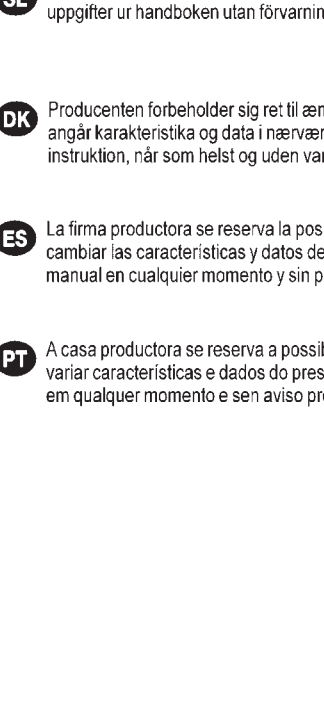 SE
uppgifter ur handboken utan förvarnin
DK Producenten forbeholder sig ret til æn
angår karakteristika og data i nærvær
instruktion, når som helst og uden var
ES La firma productora se reserva la pos
cambiar las características y datos de
manual en cualquier momento y sin p
PT A casa productora se reserva a possib
variar características e dados do pres
em qualquer momento e sen aviso pre